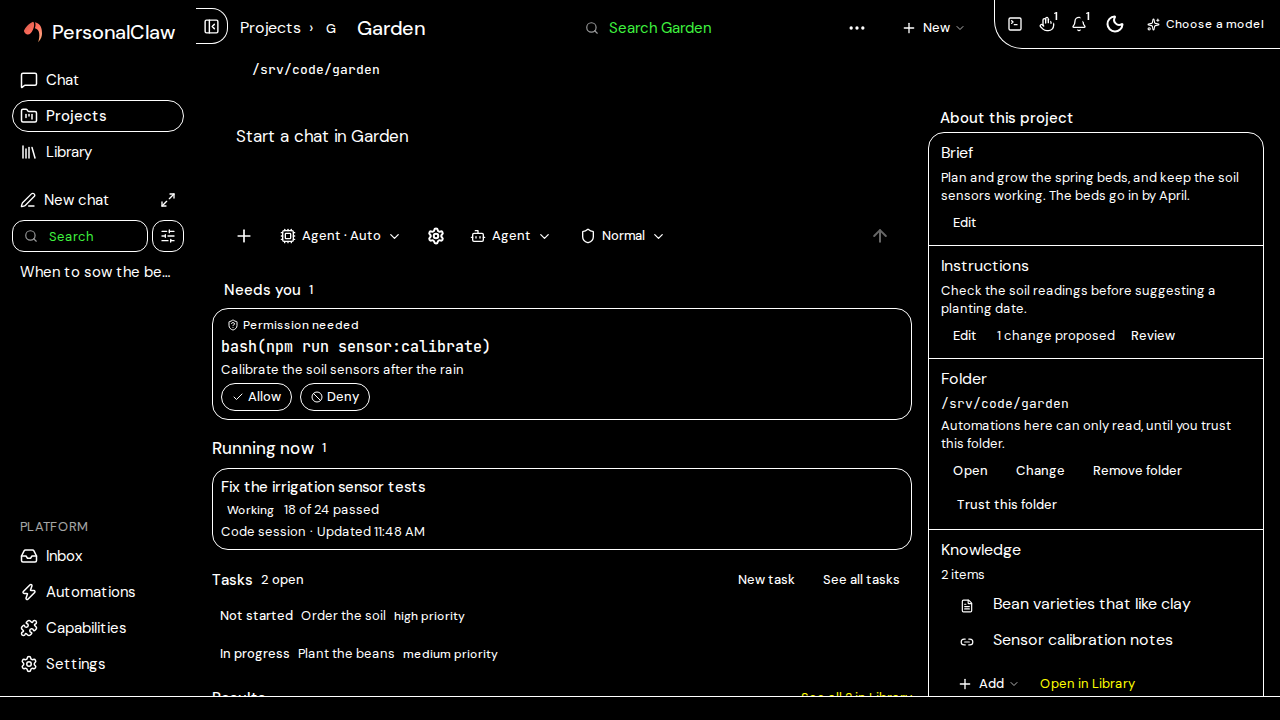 PersonalClaw
Projects › G Garden
Search Garden
New
1
1
Choose a model
Chat
Projects
Library
New chat
Search
When to sow the be…
PLATFORM
Inbox
Automations
Capabilities
Settings
/srv/code/garden
Start a chat in Garden
Agent · Auto
Agent
Normal
Needs you 1
Permission needed
bash(npm run sensor:calibrate)
Calibrate the soil sensors after the rain
Allow
Deny
Running now 1
Fix the irrigation sensor tests
Working 18 of 24 passed
Code session · Updated 11:48 AM
Tasks 2 open
New task
See all tasks
Not started Order the soil high priority
In progress Plant the beans medium priority
Results
See all 2 in Library
About this project
Brief
Plan and grow the spring beds, and keep the soil
sensors working. The beds go in by April.
Edit
Instructions
Check the soil readings before suggesting a
planting date.
Edit 1 change proposed Review
Folder
/srv/code/garden
Automations here can only read, until you trust
this folder.
Open Change Remove folder
Trust this folder
Knowledge
2 items
Bean varieties that like clay
Sensor calibration notes
Add
Open in Library